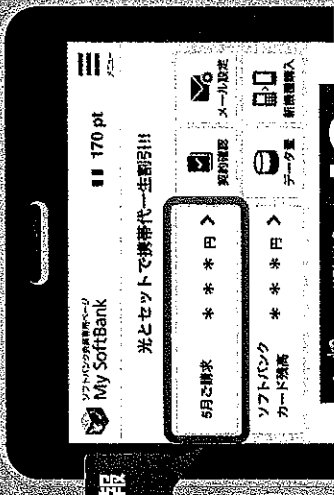 ソフトバンク会員専用ページ
My SoftBank
170 pt
メニュー
光とセットで携帯代一生割引!!
5月ご請求
＊＊＊円 >
契約確認
メール設定
ソフトバンク
カード残高
＊＊＊円 >
データ量
新機種購入
報